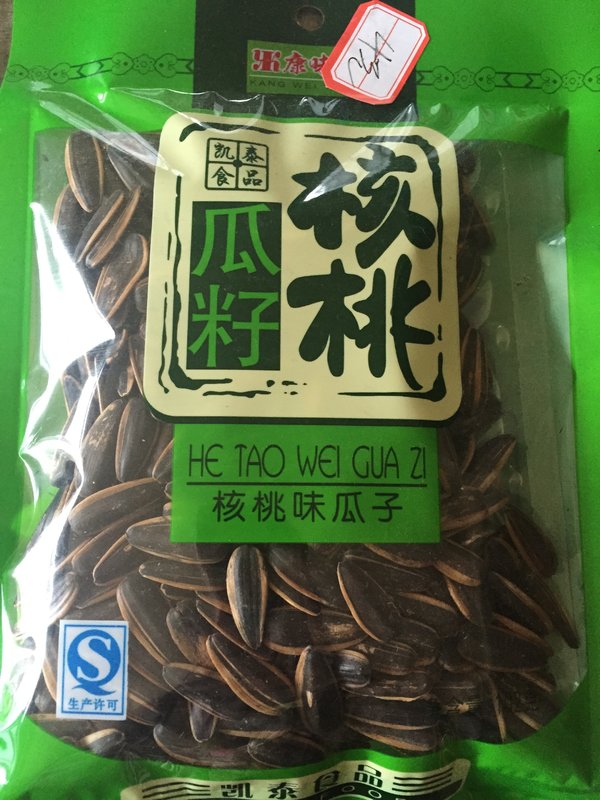 康味
KANG WEI
凯泰
食品
核桃
瓜籽
HE TAO WEI GUA ZI
核桃味瓜子
S
生产许可
凯泰食品